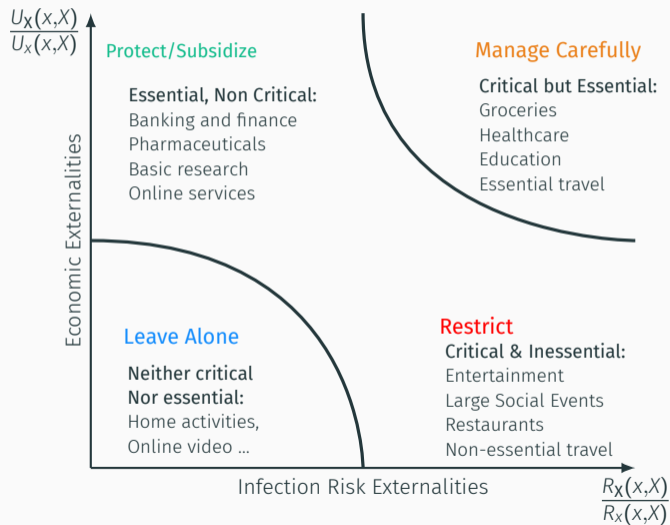 U_X(x,X)
U_x(x,X)
Economic Externalities
Protect/Subsidize
Essential, Non Critical:
Banking and finance
Pharmaceuticals
Basic research
Online services
Manage Carefully
Critical but Essential:
Groceries
Healthcare
Education
Essential travel
Leave Alone
Neither critical
Nor essential:
Home activities,
Online video ...
Restrict
Critical & Inessential:
Entertainment
Large Social Events
Restaurants
Non-essential travel
Infection Risk Externalities
R_X(x,X)
R_x(x,X)